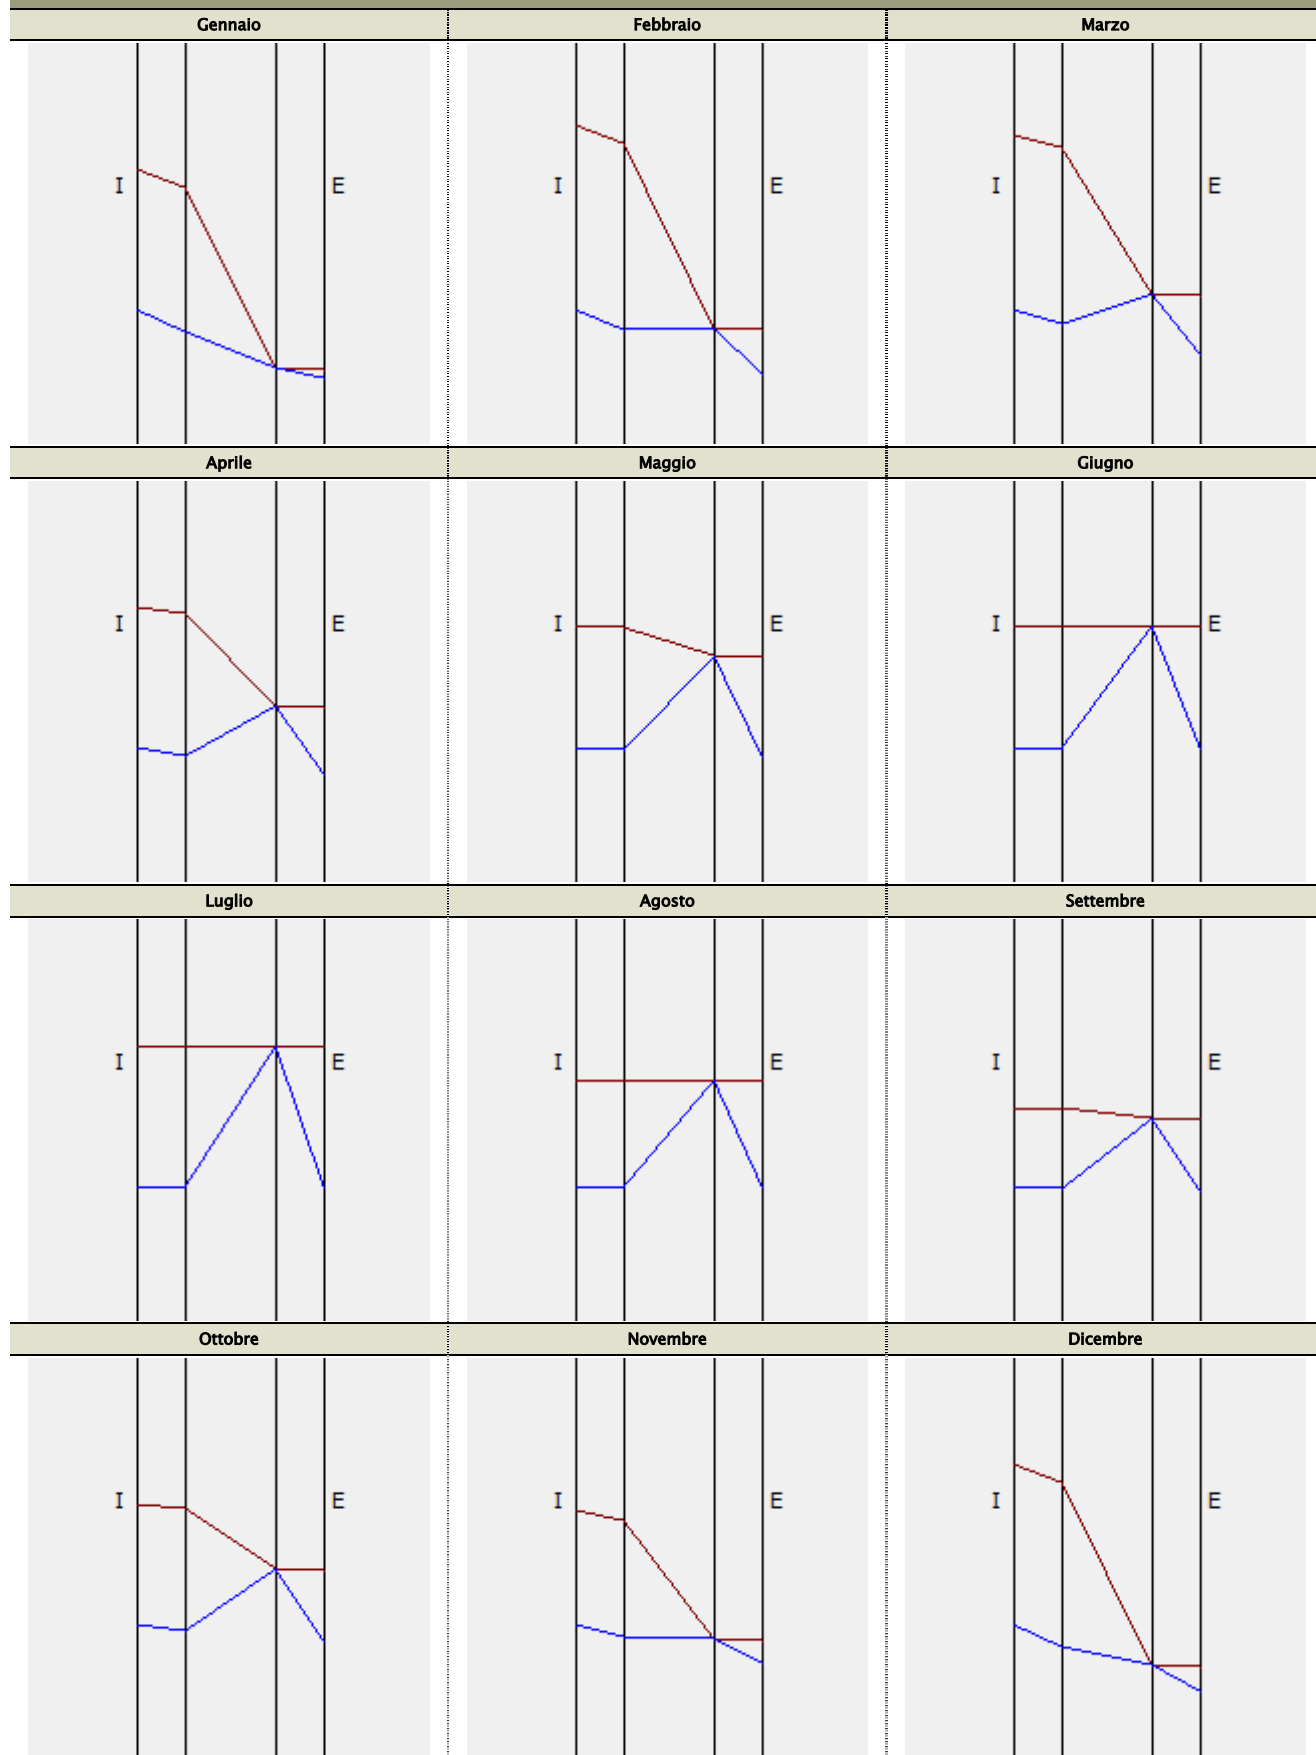 Gennaio Febbraio Marzo
I E I E I E
Aprile Maggio Giugno
I E I E I E
Luglio Agosto Settembre
I E I E I E
Ottobre Novembre Dicembre
I E I E I E